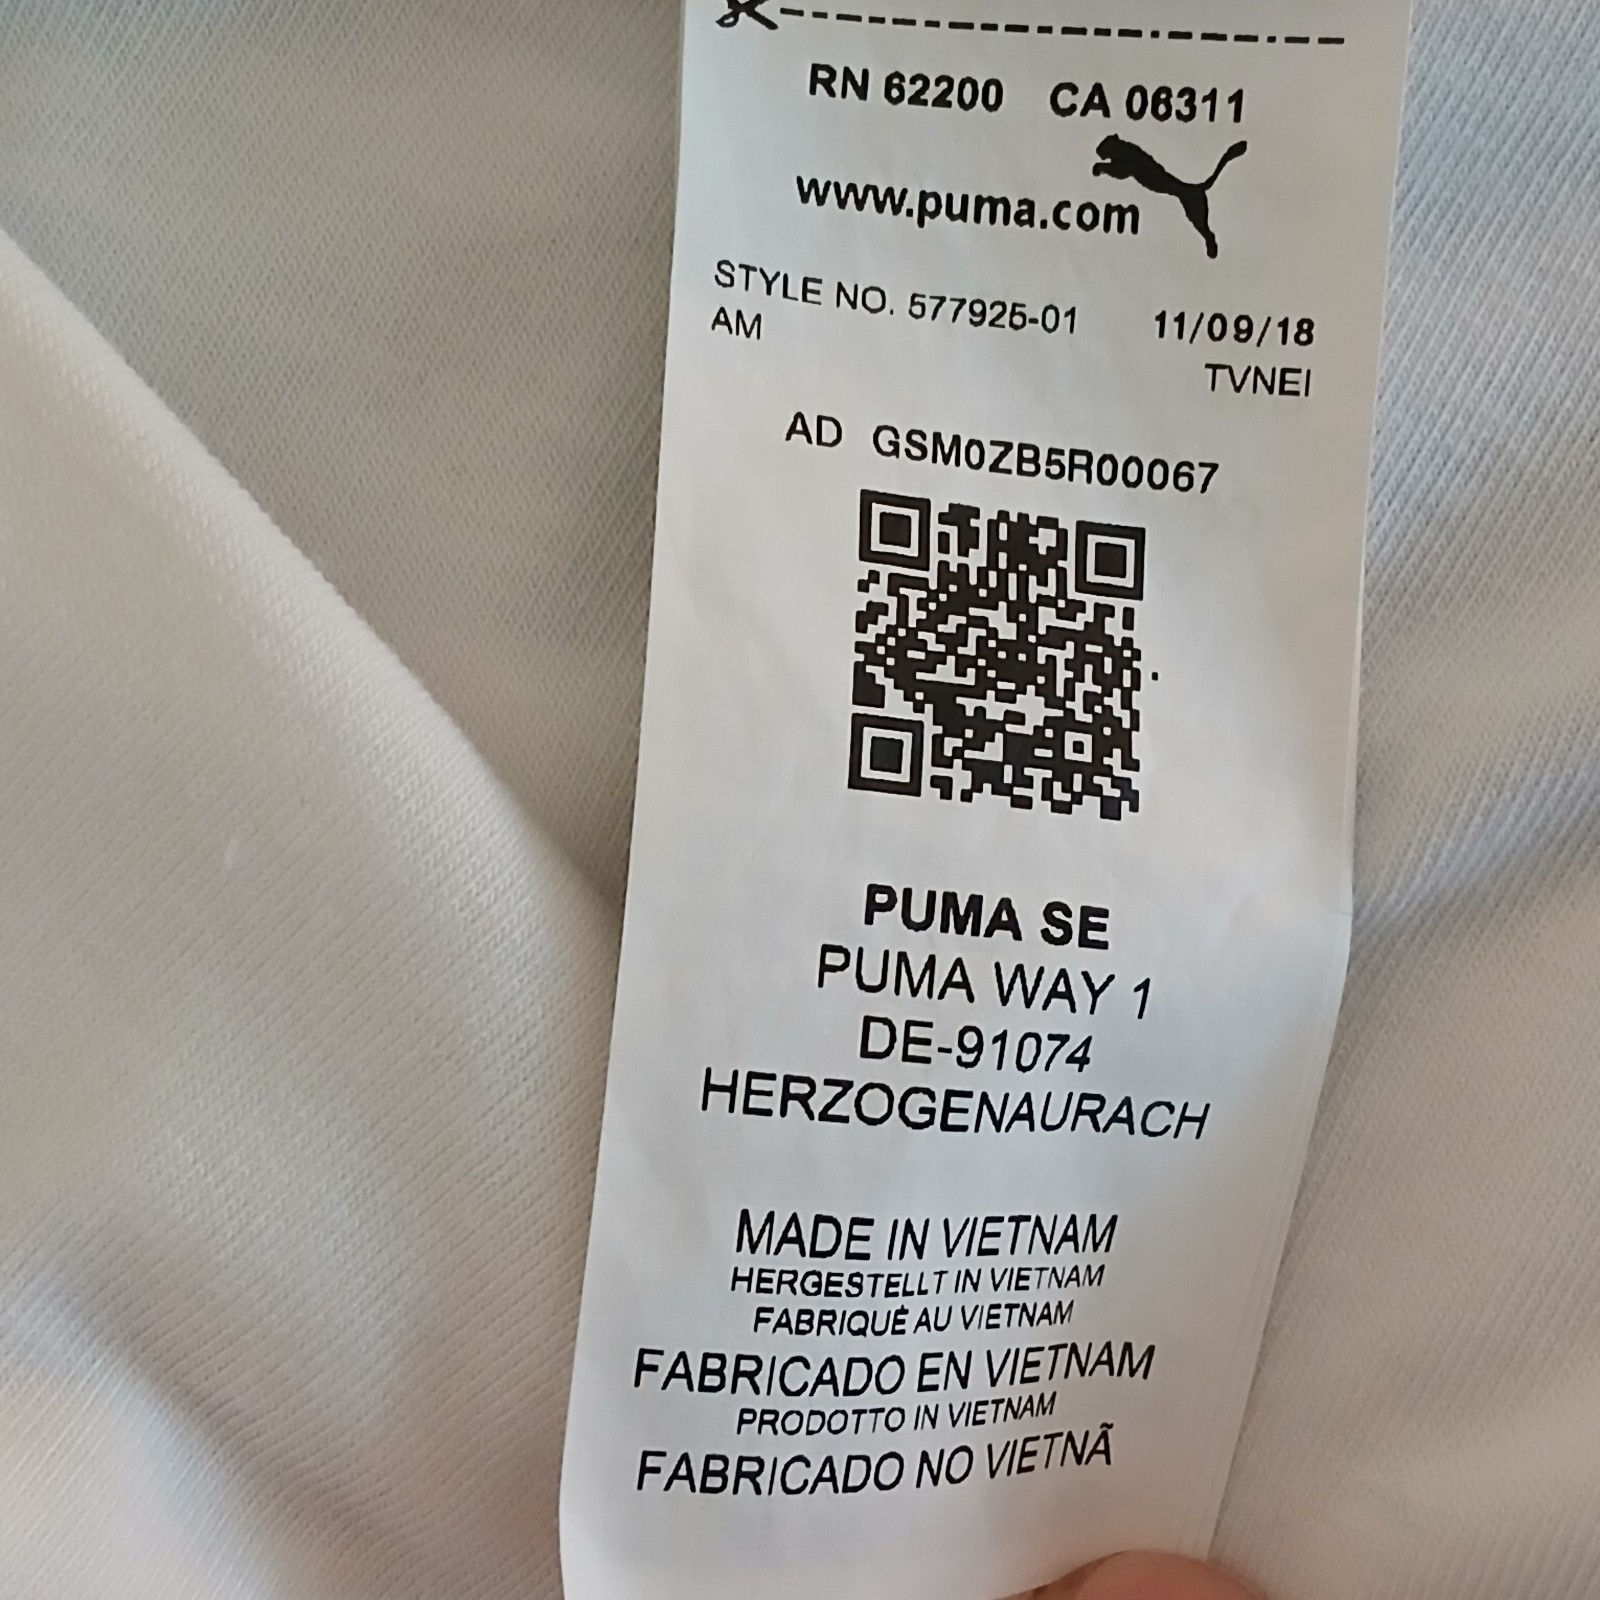 RN 62200 CA 06311
www.puma.com
STYLE NO. 577925-01 11/09/18
AM TVNEI
AD GSM0ZB5R00067
PUMA SE
PUMA WAY 1
DE-91074
HERZOGENAURACH
MADE IN VIETNAM
HERGESTELLT IN VIETNAM
FABRIQUÉ AU VIETNAM
FABRICADO EN VIETNAM
PRODOTTO IN VIETNAM
FABRICADO NO VIETNÃ